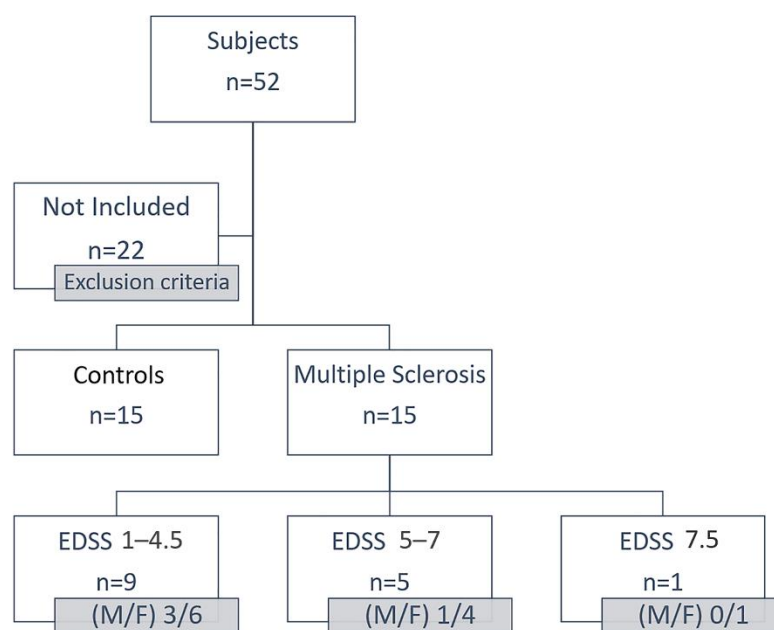 Subjects
n=52
Not Included
n=22
Exclusion criteria
Controls
n=15
Multiple Sclerosis
n=15
EDSS 1–4.5
n=9
(M/F) 3/6
EDSS 5–7
n=5
(M/F) 1/4
EDSS 7.5
n=1
(M/F) 0/1